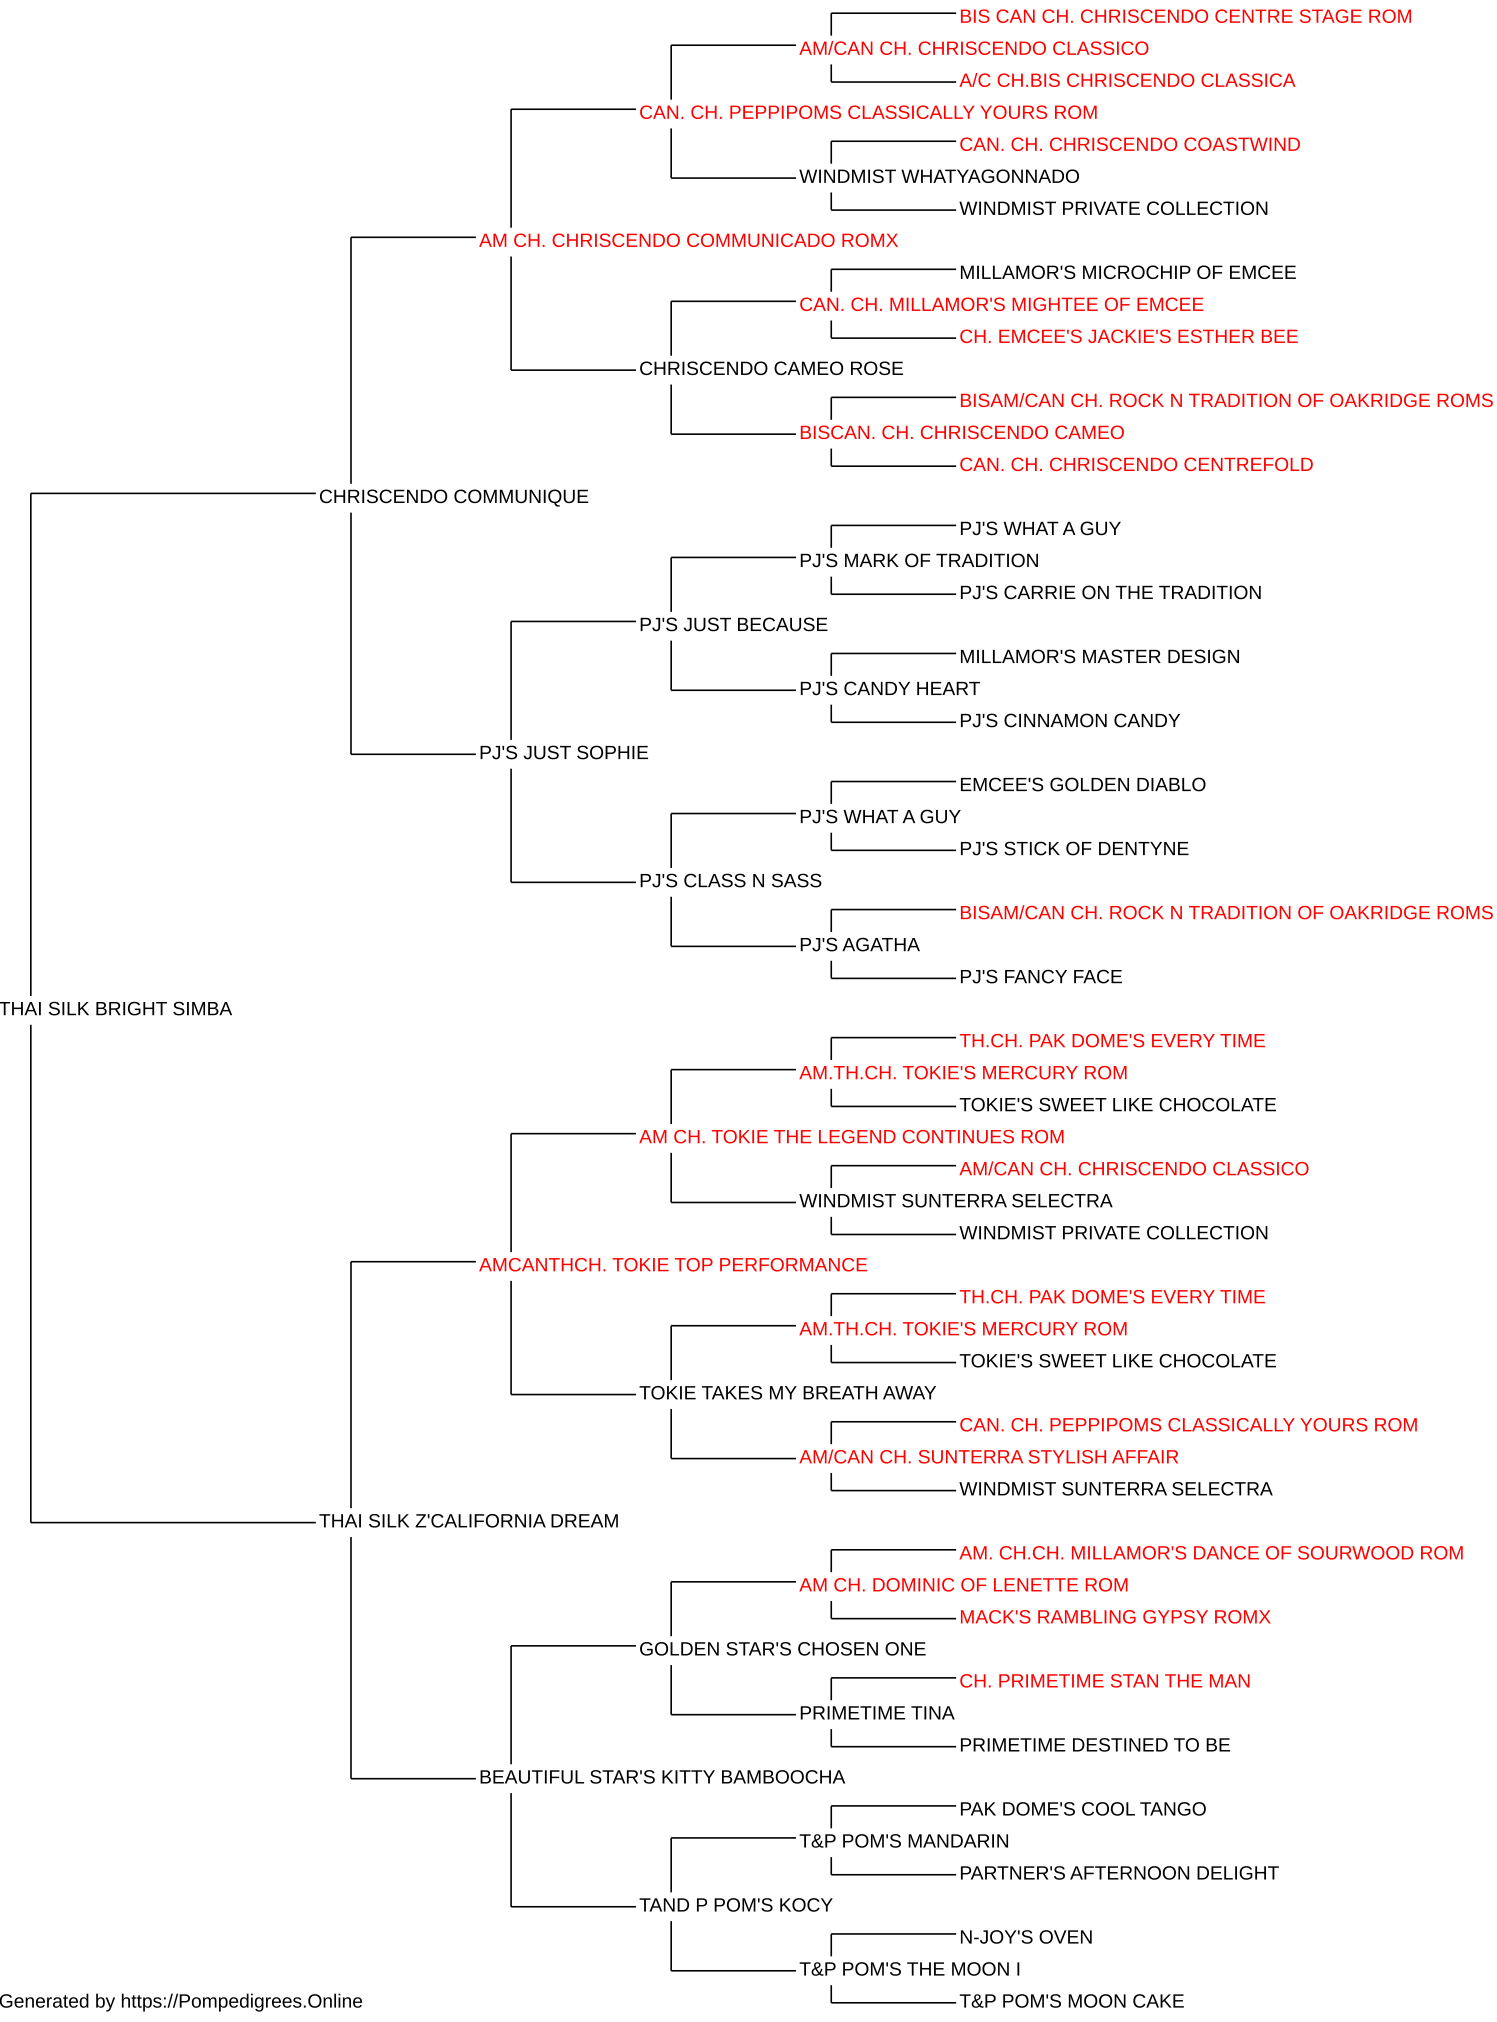 BIS CAN CH. CHRISCENDO CENTRE STAGE ROM
AM/CAN CH. CHRISCENDO CLASSICO
A/C CH.BIS CHRISCENDO CLASSICA
CAN. CH. PEPPIPOMS CLASSICALLY YOURS ROM
CAN. CH. CHRISCENDO COASTWIND
WINDMIST WHATYAGONNADO
WINDMIST PRIVATE COLLECTION
AM CH. CHRISCENDO COMMUNICADO ROMX
MILLAMOR'S MICROCHIP OF EMCEE
CAN. CH. MILLAMOR'S MIGHTEE OF EMCEE
CH. EMCEE'S JACKIE'S ESTHER BEE
CHRISCENDO CAMEO ROSE
BISAM/CAN CH. ROCK N TRADITION OF OAKRIDGE ROMS
BISCAN. CH. CHRISCENDO CAMEO
CAN. CH. CHRISCENDO CENTREFOLD
CHRISCENDO COMMUNIQUE
PJ'S WHAT A GUY
PJ'S MARK OF TRADITION
PJ'S CARRIE ON THE TRADITION
PJ'S JUST BECAUSE
MILLAMOR'S MASTER DESIGN
PJ'S CANDY HEART
PJ'S CINNAMON CANDY
PJ'S JUST SOPHIE
EMCEE'S GOLDEN DIABLO
PJ'S WHAT A GUY
PJ'S STICK OF DENTYNE
PJ'S CLASS N SASS
BISAM/CAN CH. ROCK N TRADITION OF OAKRIDGE ROMS
PJ'S AGATHA
PJ'S FANCY FACE
THAI SILK BRIGHT SIMBA
TH.CH. PAK DOME'S EVERY TIME
AM.TH.CH. TOKIE'S MERCURY ROM
TOKIE'S SWEET LIKE CHOCOLATE
AM CH. TOKIE THE LEGEND CONTINUES ROM
AM/CAN CH. CHRISCENDO CLASSICO
WINDMIST SUNTERRA SELECTRA
WINDMIST PRIVATE COLLECTION
AMCANTHCH. TOKIE TOP PERFORMANCE
TH.CH. PAK DOME'S EVERY TIME
AM.TH.CH. TOKIE'S MERCURY ROM
TOKIE'S SWEET LIKE CHOCOLATE
TOKIE TAKES MY BREATH AWAY
CAN. CH. PEPPIPOMS CLASSICALLY YOURS ROM
AM/CAN CH. SUNTERRA STYLISH AFFAIR
WINDMIST SUNTERRA SELECTRA
THAI SILK Z'CALIFORNIA DREAM
AM. CH.CH. MILLAMOR'S DANCE OF SOURWOOD ROM
AM CH. DOMINIC OF LENETTE ROM
MACK'S RAMBLING GYPSY ROMX
GOLDEN STAR'S CHOSEN ONE
CH. PRIMETIME STAN THE MAN
PRIMETIME TINA
PRIMETIME DESTINED TO BE
BEAUTIFUL STAR'S KITTY BAMBOOCHA
PAK DOME'S COOL TANGO
T&P POM'S MANDARIN
PARTNER'S AFTERNOON DELIGHT
TAND P POM'S KOCY
N-JOY'S OVEN
T&P POM'S THE MOON I
T&P POM'S MOON CAKE
Generated by https://Pompedigrees.Online